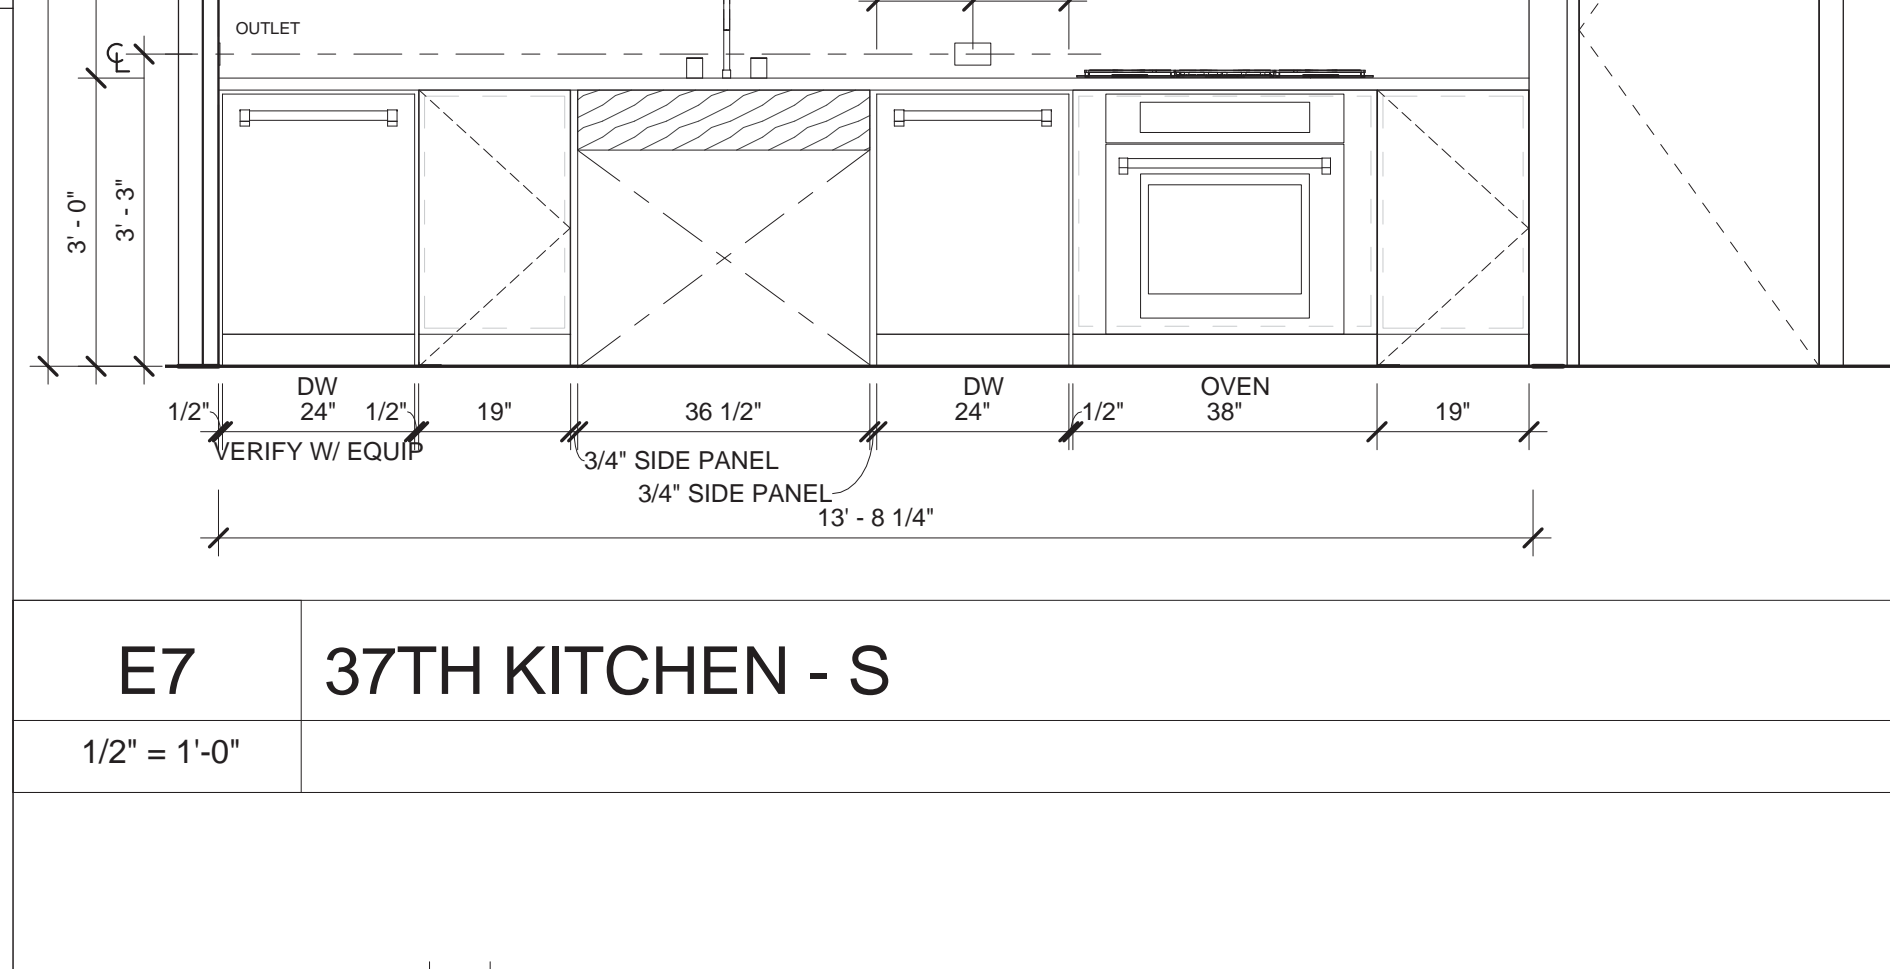 OUTLET
℄
3' - 0"
3' - 3"
DW
DW
OVEN
1/2" 24" 1/2" 19" 36 1/2" 24" 1/2" 38" 19"
VERIFY W/ EQUIP
3/4" SIDE PANEL
3/4" SIDE PANEL
13' - 8 1/4"
E7
37TH KITCHEN - S
1/2" = 1'-0"